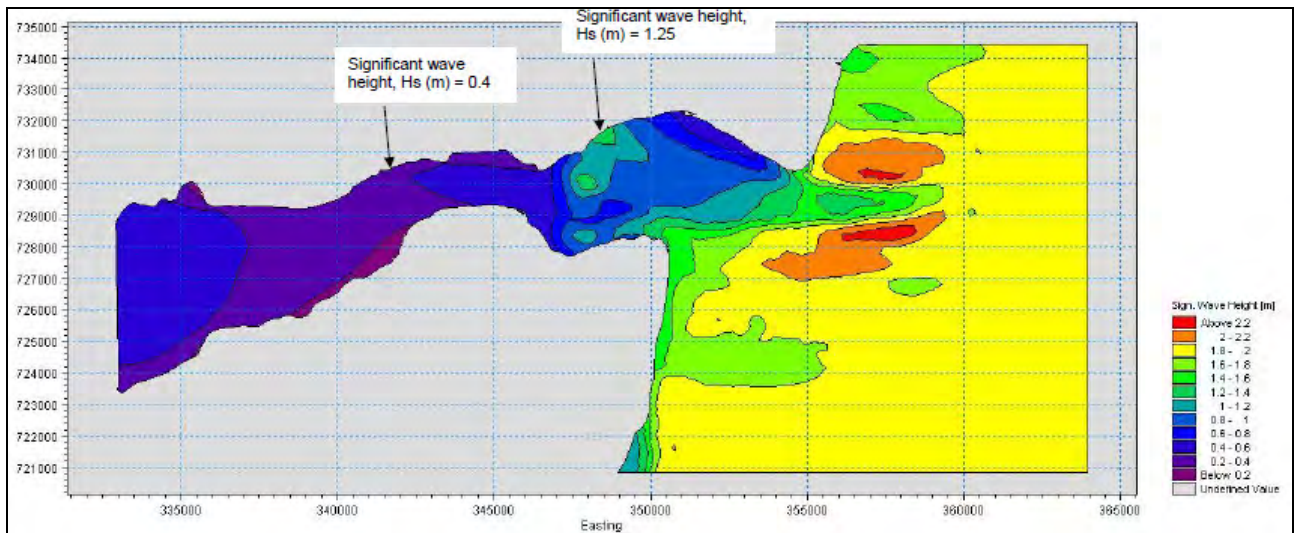 Significant wave height,
Hs (m) = 1.25
Significant wave
height, Hs (m) = 0.4
735000
734000
733000
732000
731000
730000
729000
728000
727000
726000
725000
724000
723000
722000
721000
335000
340000
345000
350000
355000
360000
365000
Easting
Sign. Wave Height [m]
Above 2.2
2 - 2.2
1.8 - 2
1.6 - 1.8
1.4 - 1.6
1.2 - 1.4
1 - 1.2
0.8 - 1
0.6 - 0.8
0.4 - 0.6
0.2 - 0.4
Below 0.2
Undefined Value